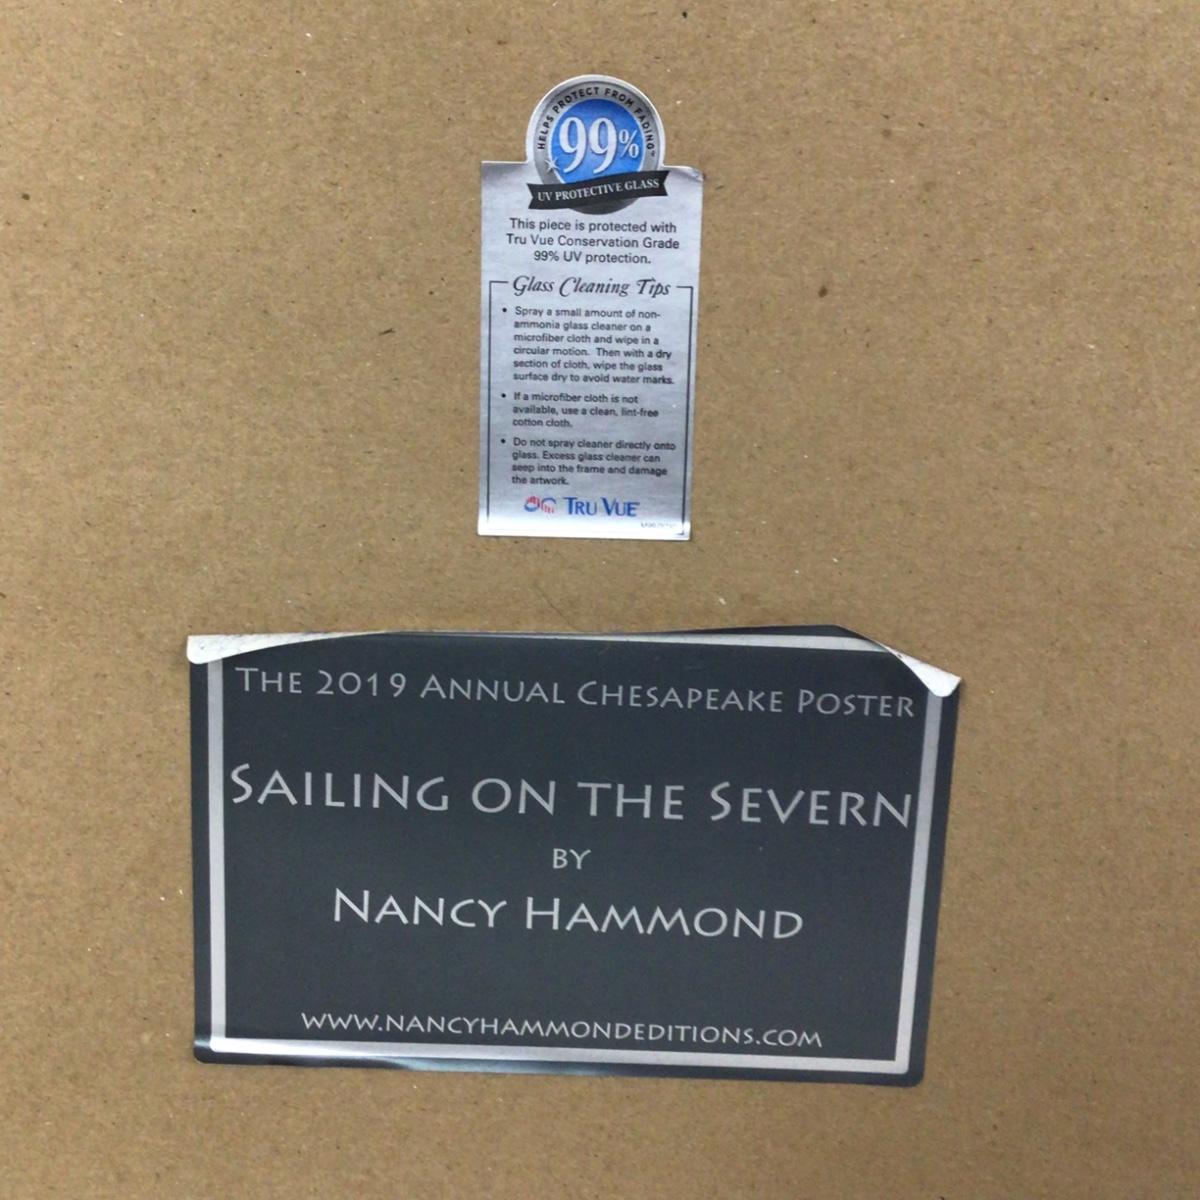 HELPS PROTECT FROM FADING™
99%
UV PROTECTIVE GLASS
This piece is protected with
Tru Vue Conservation Grade
99% UV protection.
Glass Cleaning Tips
• Spray a small amount of non-
ammonia glass cleaner on a
microfiber cloth and wipe in a
circular motion. Then with a dry
section of cloth, wipe the glass
surface dry to avoid water marks.
• If a microfiber cloth is not
available, use a clean, lint-free
cotton cloth.
• Do not spray cleaner directly onto
glass. Excess glass cleaner can
seep into the frame and damage
the artwork.
TRU VUE
THE 2019 ANNUAL CHESAPEAKE POSTER
SAILING ON THE SEVERN
BY
NANCY HAMMOND
WWW.NANCYHAMMONDEDITIONS.COM